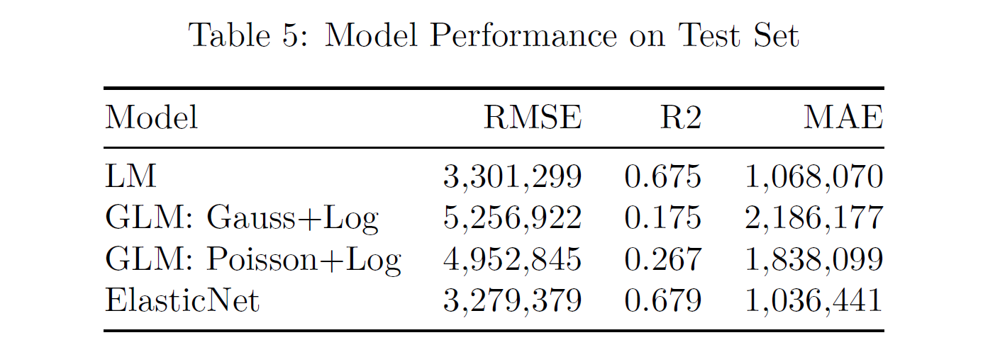 Table 5: Model Performance on Test Set
Model RMSE R2 MAE
LM 3,301,299 0.675 1,068,070
GLM: Gauss+Log 5,256,922 0.175 2,186,177
GLM: Poisson+Log 4,952,845 0.267 1,838,099
ElasticNet 3,279,379 0.679 1,036,441